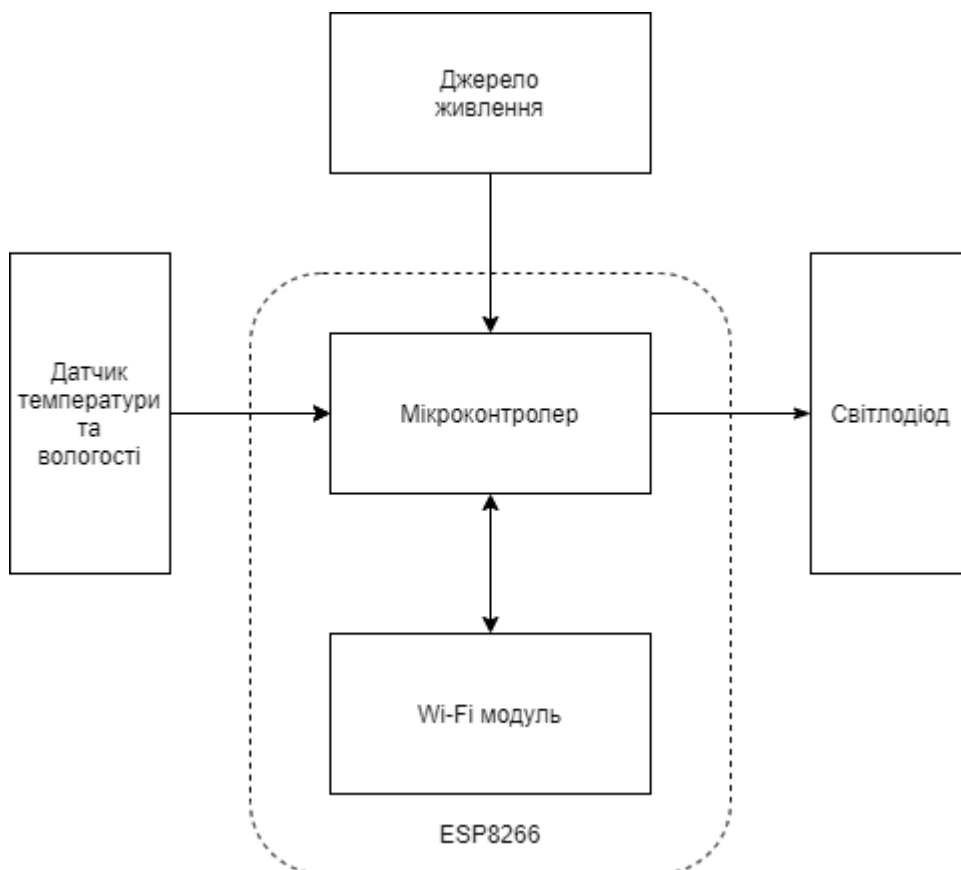 Джерело
живлення
Датчик
температури
та
вологості
Мікроконтролер
Світлодіод
Wi-Fi модуль
ESP8266